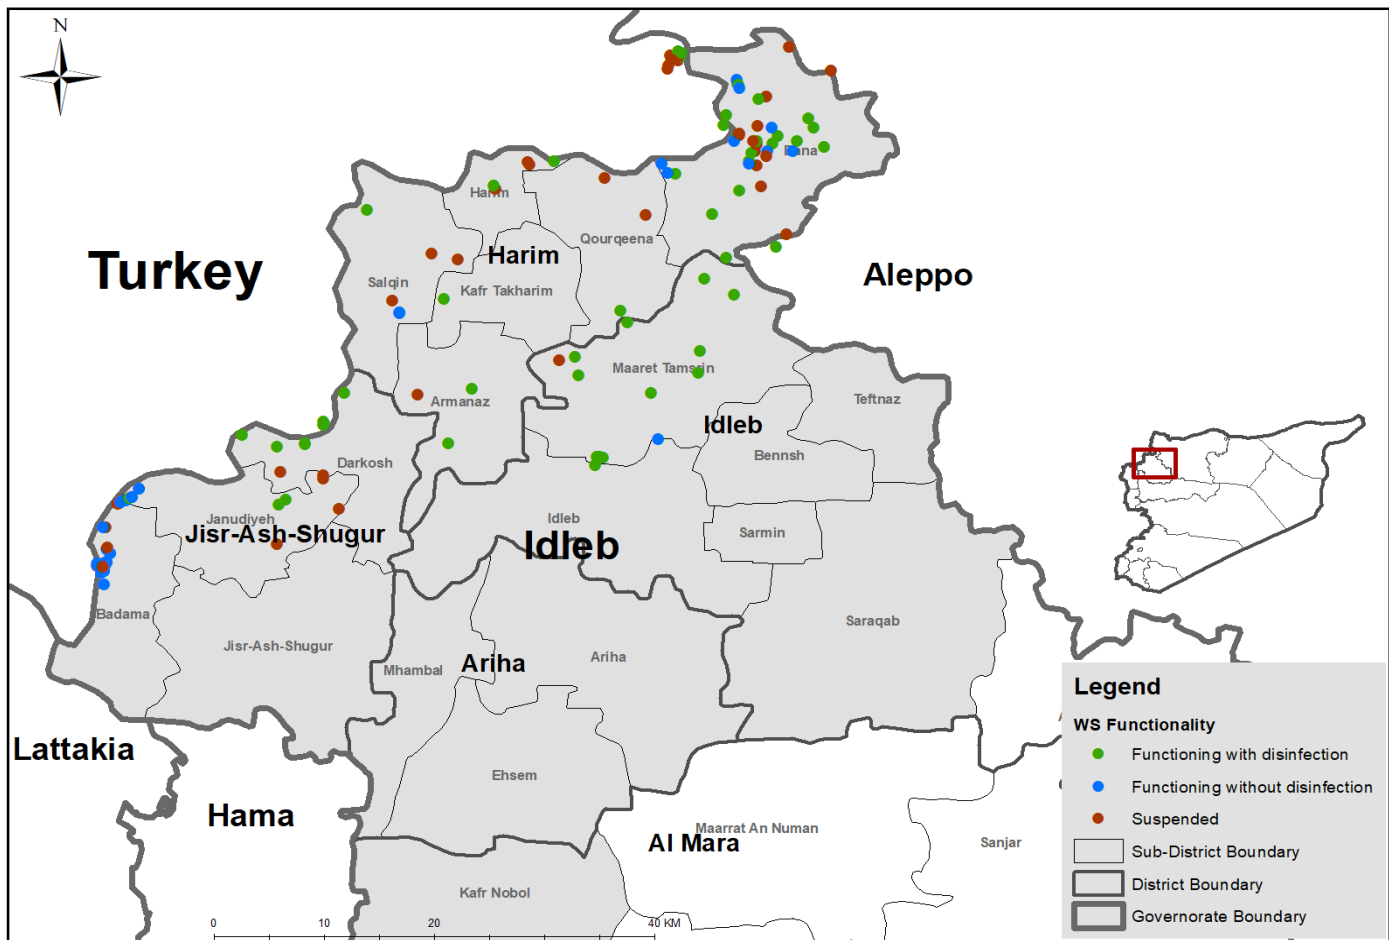 N
Dana
Harim
Qourqeena
Harim
Turkey
Aleppo
Salqin
Kafr Takharim
Maaret Tamsrin
Teftnaz
Armanaz
Idleb
Bennsh
Darkosh
Janudiyeh
Idleb
Jisr-Ash-Shugur
Idleb
Sarmin
Badama
Saraqab
Jisr-Ash-Shugur
Mhambal
Ariha
Ariha
Lattakia
Ehsem
Hama
Maarrat An Numan
Al Mara
Sanjar
Kafr Nobol
0 10 20 40 KM
Legend
WS Functionality
Functioning with disinfection
Functioning without disinfection
Suspended
Sub-District Boundary
District Boundary
Governorate Boundary